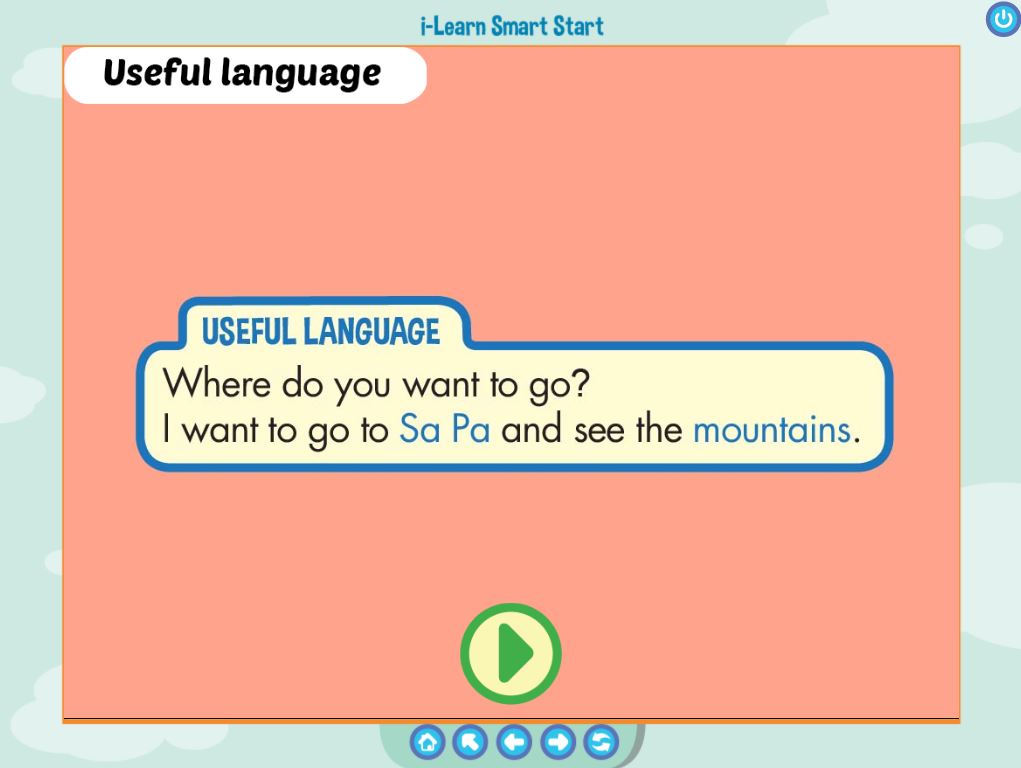 i-Learn Smart Start
Useful language
USEFUL LANGUAGE
Where do you want to go?
I want to go to Sa Pa and see the mountains.